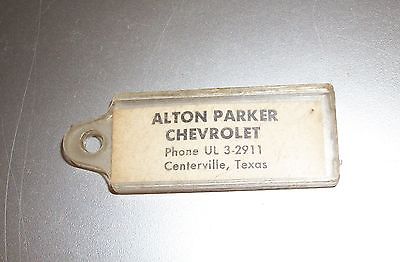 ALTON PARKER
CHEVROLET
Phone UL 3-2911
Centerville, Texas